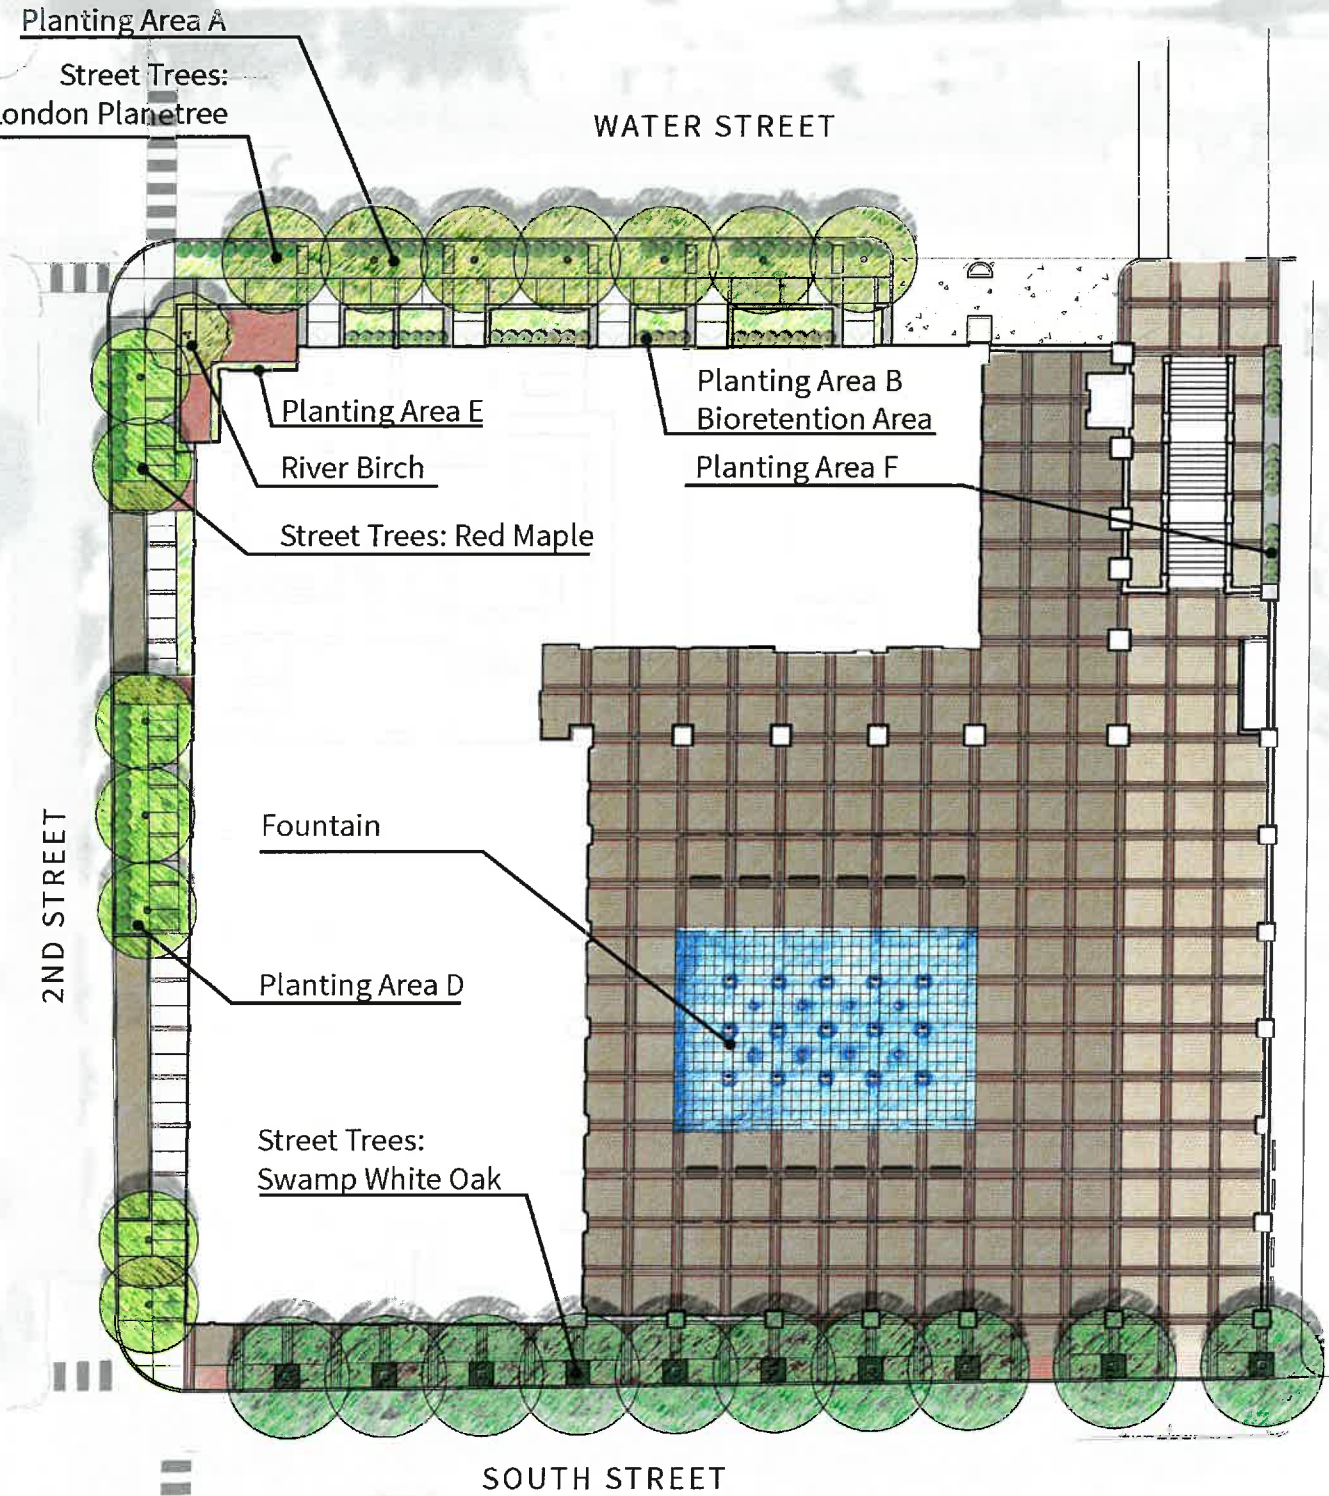 Planting Area A
Street Trees:
London Planetree
WATER STREET
Planting Area B
Bioretention Area
Planting Area E
River Birch
Planting Area F
Street Trees: Red Maple
Fountain
2ND STREET
Planting Area D
Street Trees:
Swamp White Oak
SOUTH STREET